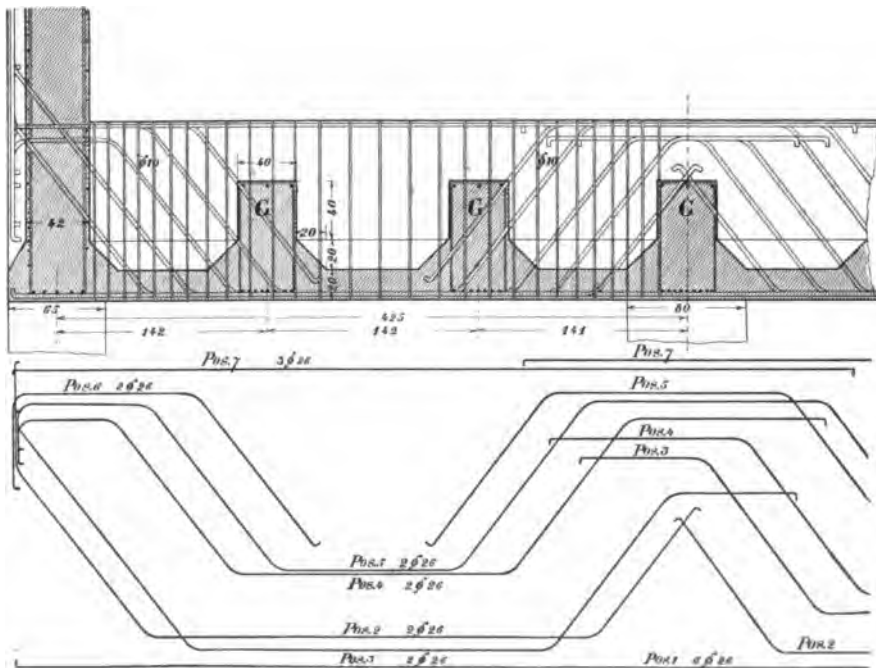 40
ø10
ø10
G
G
G
40
42
20
20
20
65
425
80
142
142
141
Pos.7 3ø26
Pos.7
Pos.6 2ø26
Pos.5
Pos.4
Pos.3
Pos.5 2ø26
Pos.4 2ø26
Pos.2 2ø26
Pos.2
Pos.3 2ø26
Pos.1 6ø26